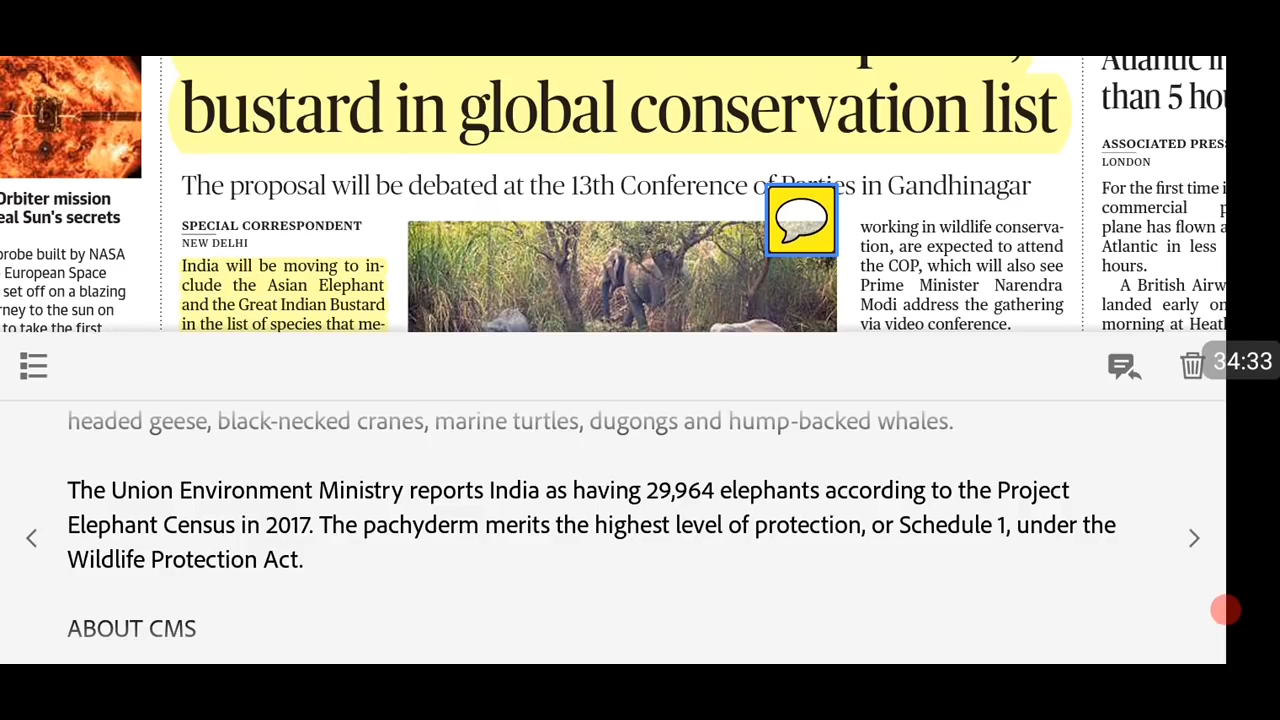 bustard in global conservation list
The proposal will be debated at the 13th Conference of Parties in Gandhinagar
Orbiter mission
eal Sun's secrets
probe built by NASA
European Space
set off on a blazing
rney to the sun on
to take the first
SPECIAL CORRESPONDENT
NEW DELHI
India will be moving to in-
clude the Asian Elephant
and the Great Indian Bustard
in the list of species that me-
working in wildlife conserva-
tion, are expected to attend
the COP, which will also see
Prime Minister Narendra
Modi address the gathering
via video conference.
Atlantic in
than 5 hou
ASSOCIATED PRES
LONDON
For the first time i
commercial p
plane has flown a
Atlantic in less
hours.
A British Airw
landed early on
morning at Heath
34:33
headed geese, black-necked cranes, marine turtles, dugongs and hump-backed whales.
The Union Environment Ministry reports India as having 29,964 elephants according to the Project
Elephant Census in 2017. The pachyderm merits the highest level of protection, or Schedule 1, under the
Wildlife Protection Act.
ABOUT CMS